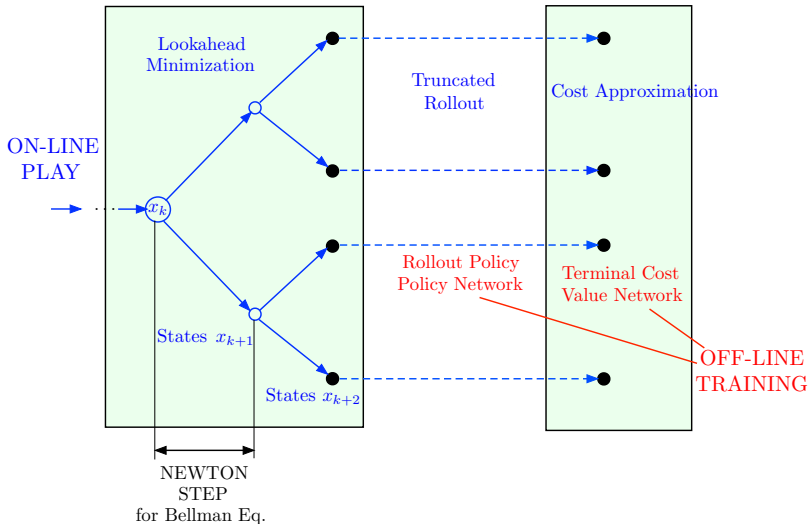 Lookahead
Minimization
Truncated
Rollout
Cost Approximation
ON-LINE
PLAY
. . .
x_k
Rollout Policy
Policy Network
Terminal Cost
Value Network
States x_{k+1}
States x_{k+2}
OFF-LINE
TRAINING
NEWTON
STEP
for Bellman Eq.